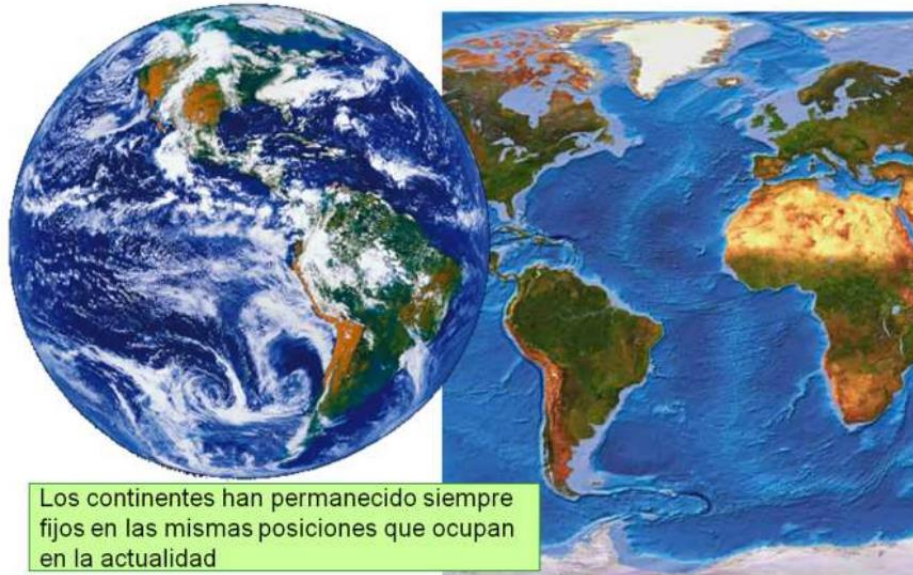 Los continentes han permanecido siempre
fijos en las mismas posiciones que ocupan
en la actualidad